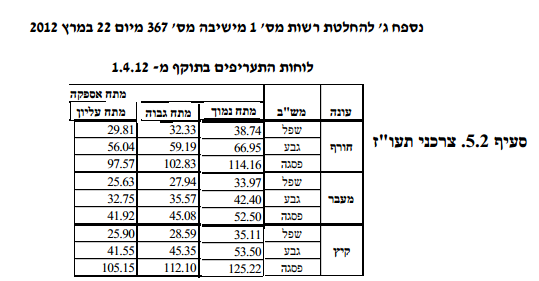 נספח ג׳ להחלטת רשות מס׳ 1 מישיבה מס׳ 367 מיום 22 במרץ 2012
לוחות התעריפים בתוקף מ- 1.4.12
סעיף 5.2. צרכני תעו"ז
מתח אספקה
עונה מש"ב מתח נמוך מתח גבוה מתח עליון
חורף שפל 38.74 32.33 29.81
גבע 66.95 59.19 56.04
פסגה 114.16 102.83 97.57
מעבר שפל 33.97 27.94 25.63
גבע 42.40 35.57 32.75
פסגה 52.50 45.08 41.92
קיץ שפל 35.11 28.59 25.90
גבע 53.50 45.35 41.55
פסגה 125.22 112.10 105.15